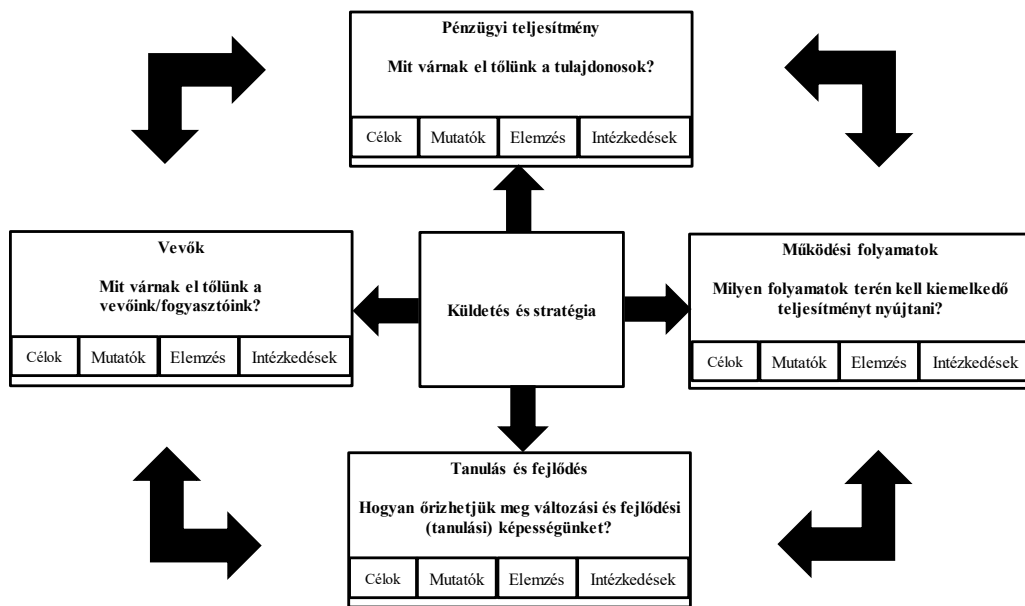 Pénzügyi teljesítmény
Mit várnak el tőlünk a tulajdonosok?
Célok Mutatók Elemzés Intézkedések
Vevők
Mit várnak el tőlünk a
vevőink/fogyasztóink?
Célok Mutatók Elemzés Intézkedések
Küldetés és stratégia
Működési folyamatok
Milyen folyamatok terén kell kiemelkedő
teljesítményt nyújtani?
Célok Mutatók Elemzés Intézkedések
Tanulás és fejlődés
Hogyan őrizhetjük meg változási és fejlődési
(tanulási) képességünket?
Célok Mutatók Elemzés Intézkedések